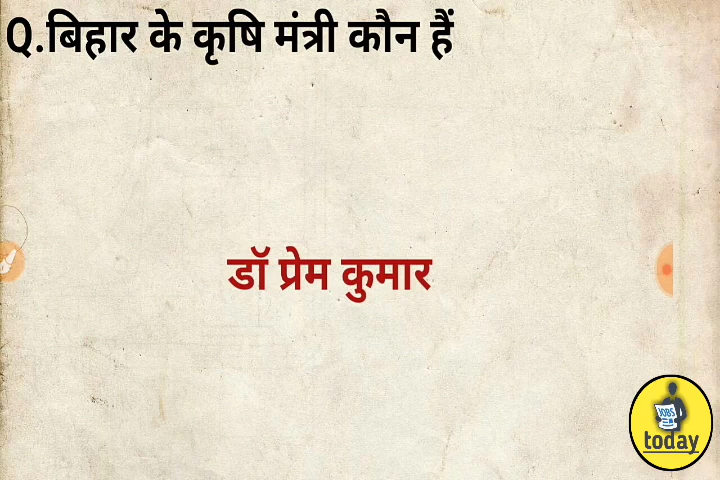 Q.बिहार के कृषि मंत्री कौन हैं
डॉ प्रेम कुमार
JOBS
today